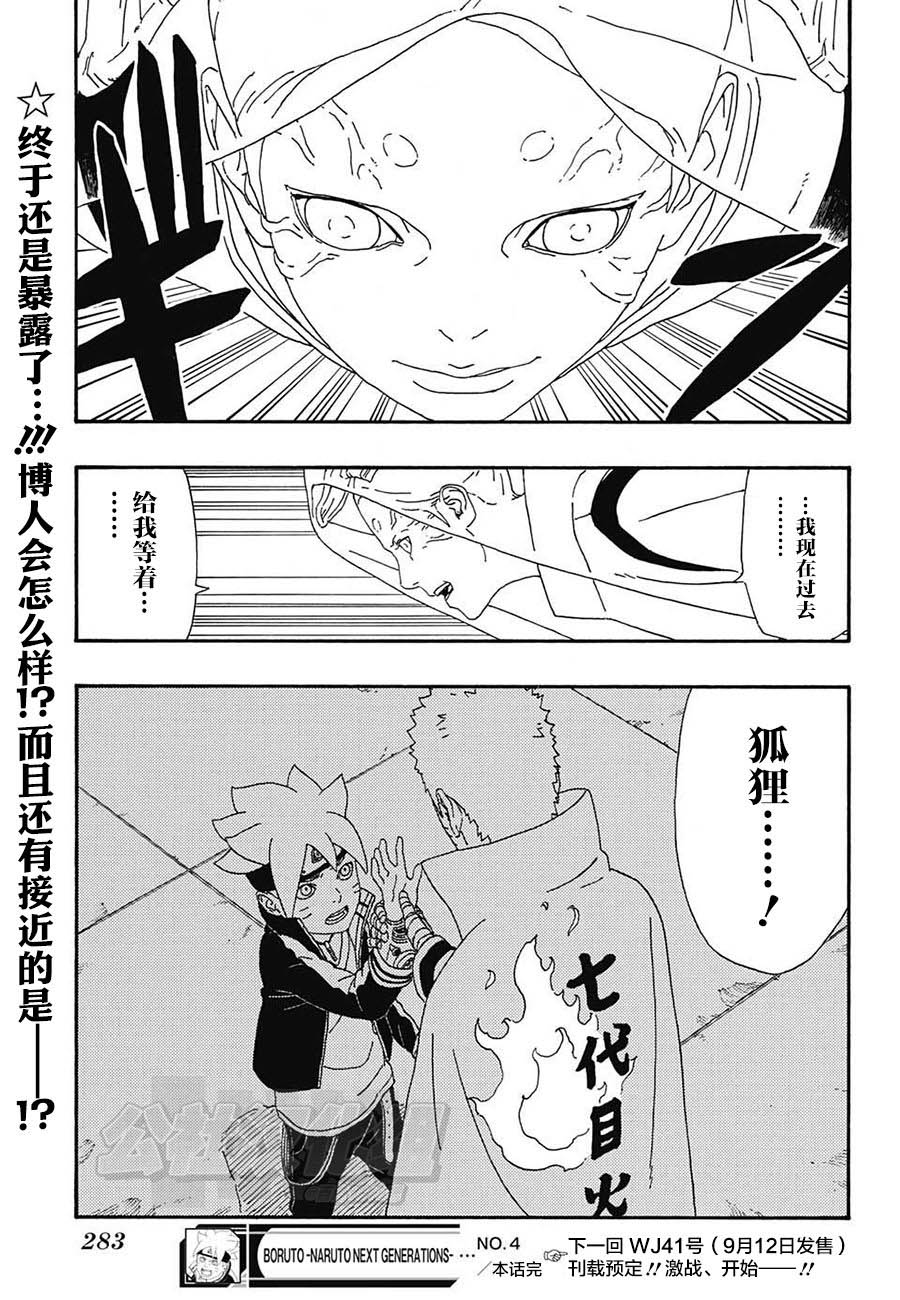 …我现在过去………
给我等着………
狐狸……！
七代目火
☆终于还是暴露了…!!!博人会怎么样!?而且还有接近的是——!?
283
BORUTO -NARUTO NEXT GENERATIONS- …
NO.4
／本话完
☞下一回 WJ41号（9月12日发售）
刊载预定!!激战、开始——!!